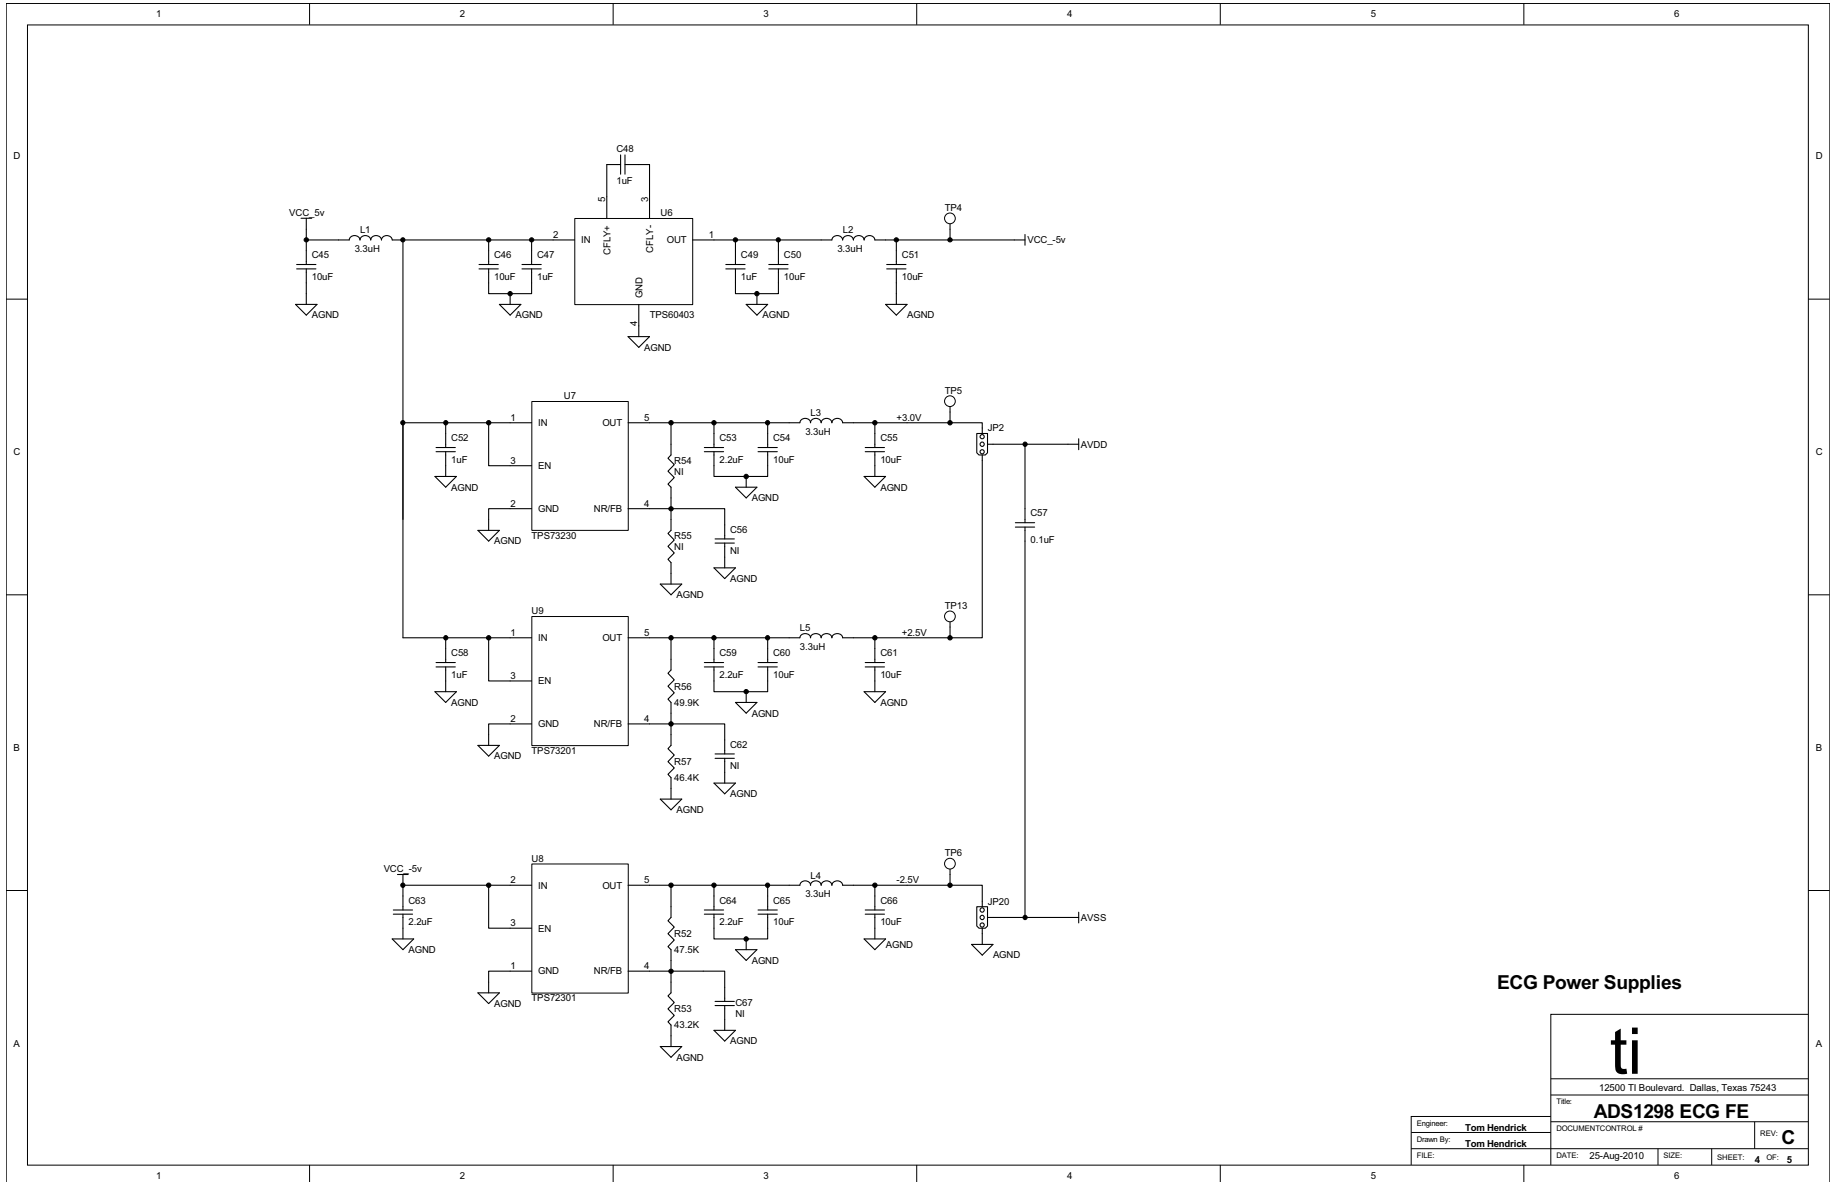 1 2 3 4 5 6
D D
C48
1uF
5 3
VCC_5v
L1
3.3uH
C45
10uF
AGND
C46
10uF
C47
1uF
AGND
2
U6
IN CFLY+ CFLY- OUT
GND
4
TPS60403
AGND
1
C49
1uF
C50
10uF
AGND
L2
3.3uH
C51
10uF
AGND
TP4
VCC_-5v
C C
U7
1 IN OUT 5
3 EN
2 GND NR/FB 4
TPS73230
AGND
C52
1uF
AGND
R54
NI
R55
NI
AGND
C56
NI
AGND
C53
2.2uF
C54
10uF
AGND
L3
3.3uH
C55
10uF
AGND
+3.0V
TP5
JP2
AVDD
C57
0.1uF
B B
U9
1 IN OUT 5
3 EN
2 GND NR/FB 4
TPS73201
AGND
C58
1uF
AGND
R56
49.9K
R57
46.4K
AGND
C62
NI
AGND
C59
2.2uF
C60
10uF
AGND
L5
3.3uH
C61
10uF
AGND
+2.5V
TP13
VCC_-5v
C63
2.2uF
AGND
U8
2 IN OUT 5
3 EN
1 GND NR/FB 4
TPS72301
AGND
R52
47.5K
R53
43.2K
AGND
C67
NI
AGND
C64
2.2uF
C65
10uF
AGND
L4
3.3uH
C66
10uF
AGND
-2.5V
TP6
JP20
AGND
AVSS
A A
ECG Power Supplies
ti
12500 TI Boulevard. Dallas, Texas 75243
Title:
ADS1298 ECG FE
Engineer: Tom Hendrick
Drawn By: Tom Hendrick
FILE:
DOCUMENTCONTROL #
REV: C
DATE: 25-Aug-2010
SIZE:
SHEET: 4 OF: 5
1 2 3 4 5 6